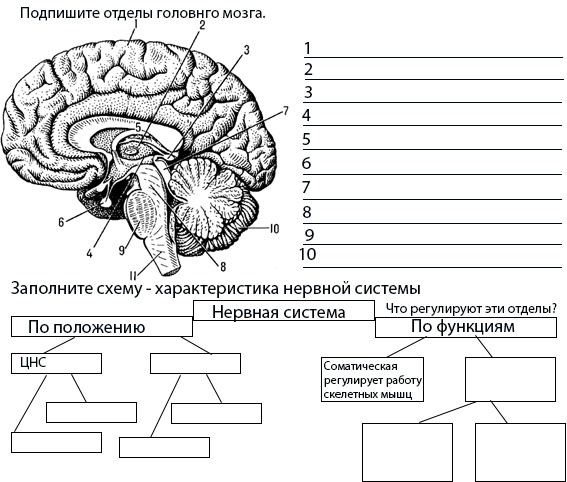 Подпишите отделы головнго мозга.
1
2
3
7
5
6
4
9
8
10
11
1
2
3
4
5
6
7
8
9
10
Заполните схему - характеристика нервной системы
Нервная система
Что регулируют эти отделы?
По положению
По функциям
ЦНС
Соматическая
регулирует работу
скелетных мышц